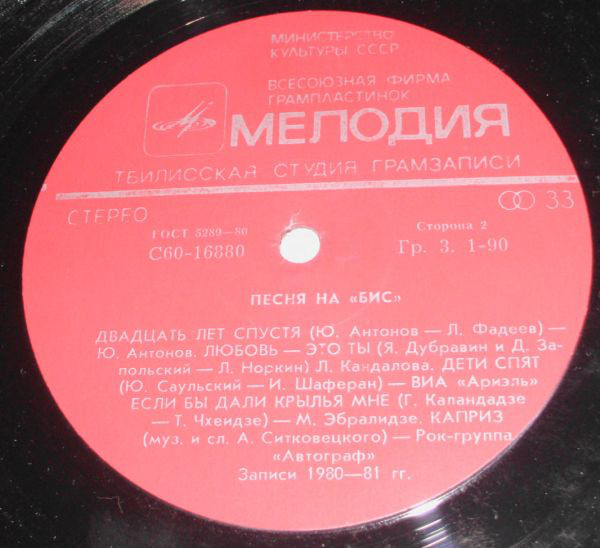 МИНИСТЕРСТВО
КУЛЬТУРЫ СССР
ВСЕСОЮЗНАЯ ФИРМА
ГРАМПЛАСТИНОК
МЕЛОДИЯ
ТБИЛИССКАЯ СТУДИЯ ГРАМЗАПИСИ
СТЕРЕО
33
ГОСТ 5289—80
Сторона 2
С60-16880
Гр. 3. 1-90
ПЕСНЯ НА «БИС»
ДВАДЦАТЬ ЛЕТ СПУСТЯ (Ю. Антонов — Л. Фадеев) —
Ю. Антонов. ЛЮБОВЬ — ЭТО ТЫ (Я. Дубравин и Д. За-
польский — Л. Норкин) Л. Кандалова. ДЕТИ СПЯТ
(Ю. Саульский — И. Шаферан) — ВИА «Ариэль»
ЕСЛИ БЫ ДАЛИ КРЫЛЬЯ МНЕ (Г. Каландадзе
— Т. Чхеидзе) — М. Эбралидзе. КАПРИЗ
(муз. и сл. А. Ситковецкого) — Рок-группа
«Автограф»
Записи 1980—81 гг.